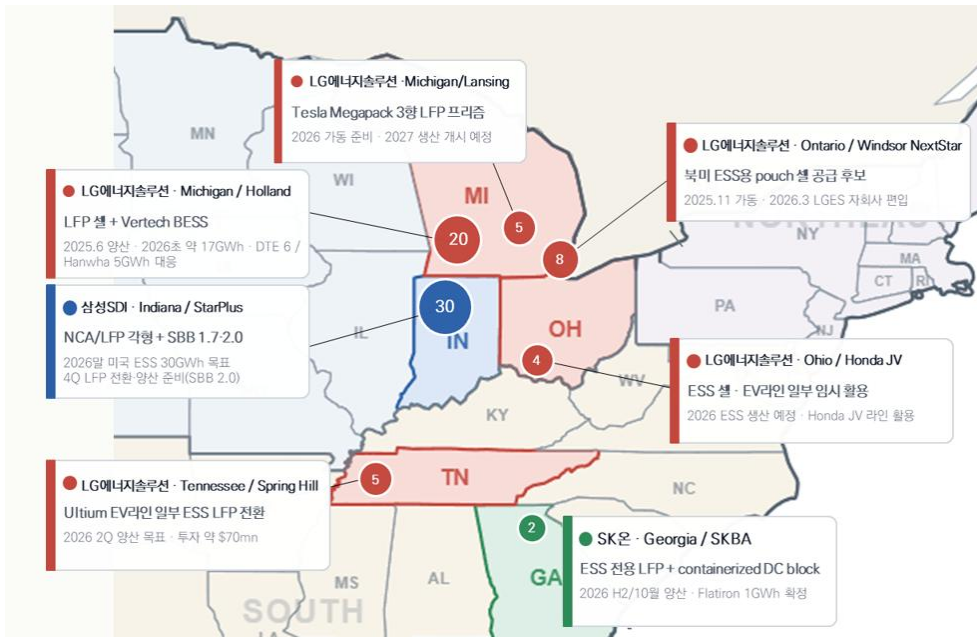 LG에너지솔루션 · Michigan/Lansing
Tesla Megapack 3향 LFP 프리즘
2026 가동 준비 · 2027 생산 개시 예정
MN
WI
MI
LG에너지솔루션 · Ontario / Windsor NextStar
북미 ESS용 pouch 셀 공급 후보
2025.11 가동 · 2026.3 LGES 자회사 편입
LG에너지솔루션 · Michigan / Holland
LFP 셀 + Vertech BESS
2025.6 양산 · 2026초 약 17GWh · DTE 6 /
Hanwha 5GWh 대응
20
5
8
NORTHEAST
NY
MA
CT
RI
PA
NJ
삼성SDI · Indiana / StarPlus
NCA/LFP 각형 + SBB 1.7·2.0
2026말 미국 ESS 30GWh 목표
4Q LFP 전환·양산 준비(SBB 2.0)
IL
30
IN
OH
4
WV
KY
LG에너지솔루션 · Ohio / Honda JV
ESS 셀 · EV라인 일부 임시 활용
2026 ESS 생산 예정 · Honda JV 라인 활용
LG에너지솔루션 · Tennessee / Spring Hill
Ultium EV라인 일부 ESS LFP 전환
2026 2Q 양산 목표 · 투자 약 $70mn
5
TN
NC
2
GA
SK온 · Georgia / SKBA
ESS 전용 LFP + containerized DC block
2026 H2/10월 양산 · Flatiron 1GWh 확정
MS
AL
SOUTH
LA